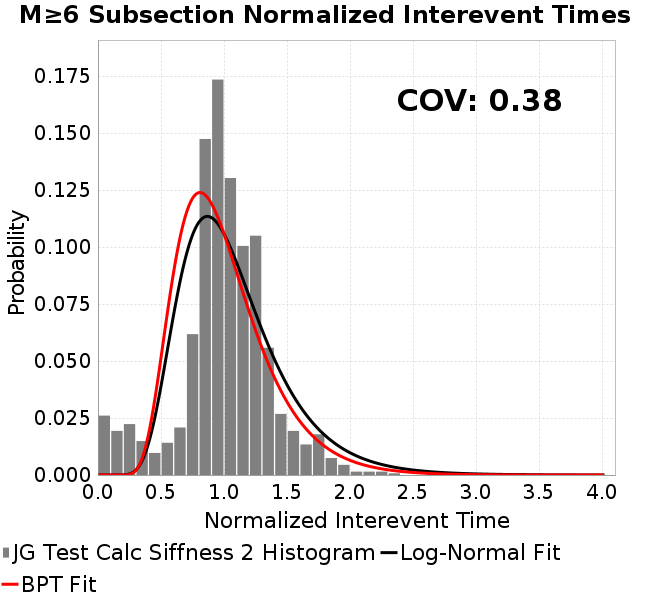 M≥6 Subsection Normalized Interevent Times
COV: 0.38
Probability
0.175
0.150
0.125
0.100
0.075
0.050
0.025
0.000
0.0 0.5 1.0 1.5 2.0 2.5 3.0 3.5 4.0
Normalized Interevent Time
JG Test Calc Siffness 2 Histogram Log-Normal Fit
BPT Fit